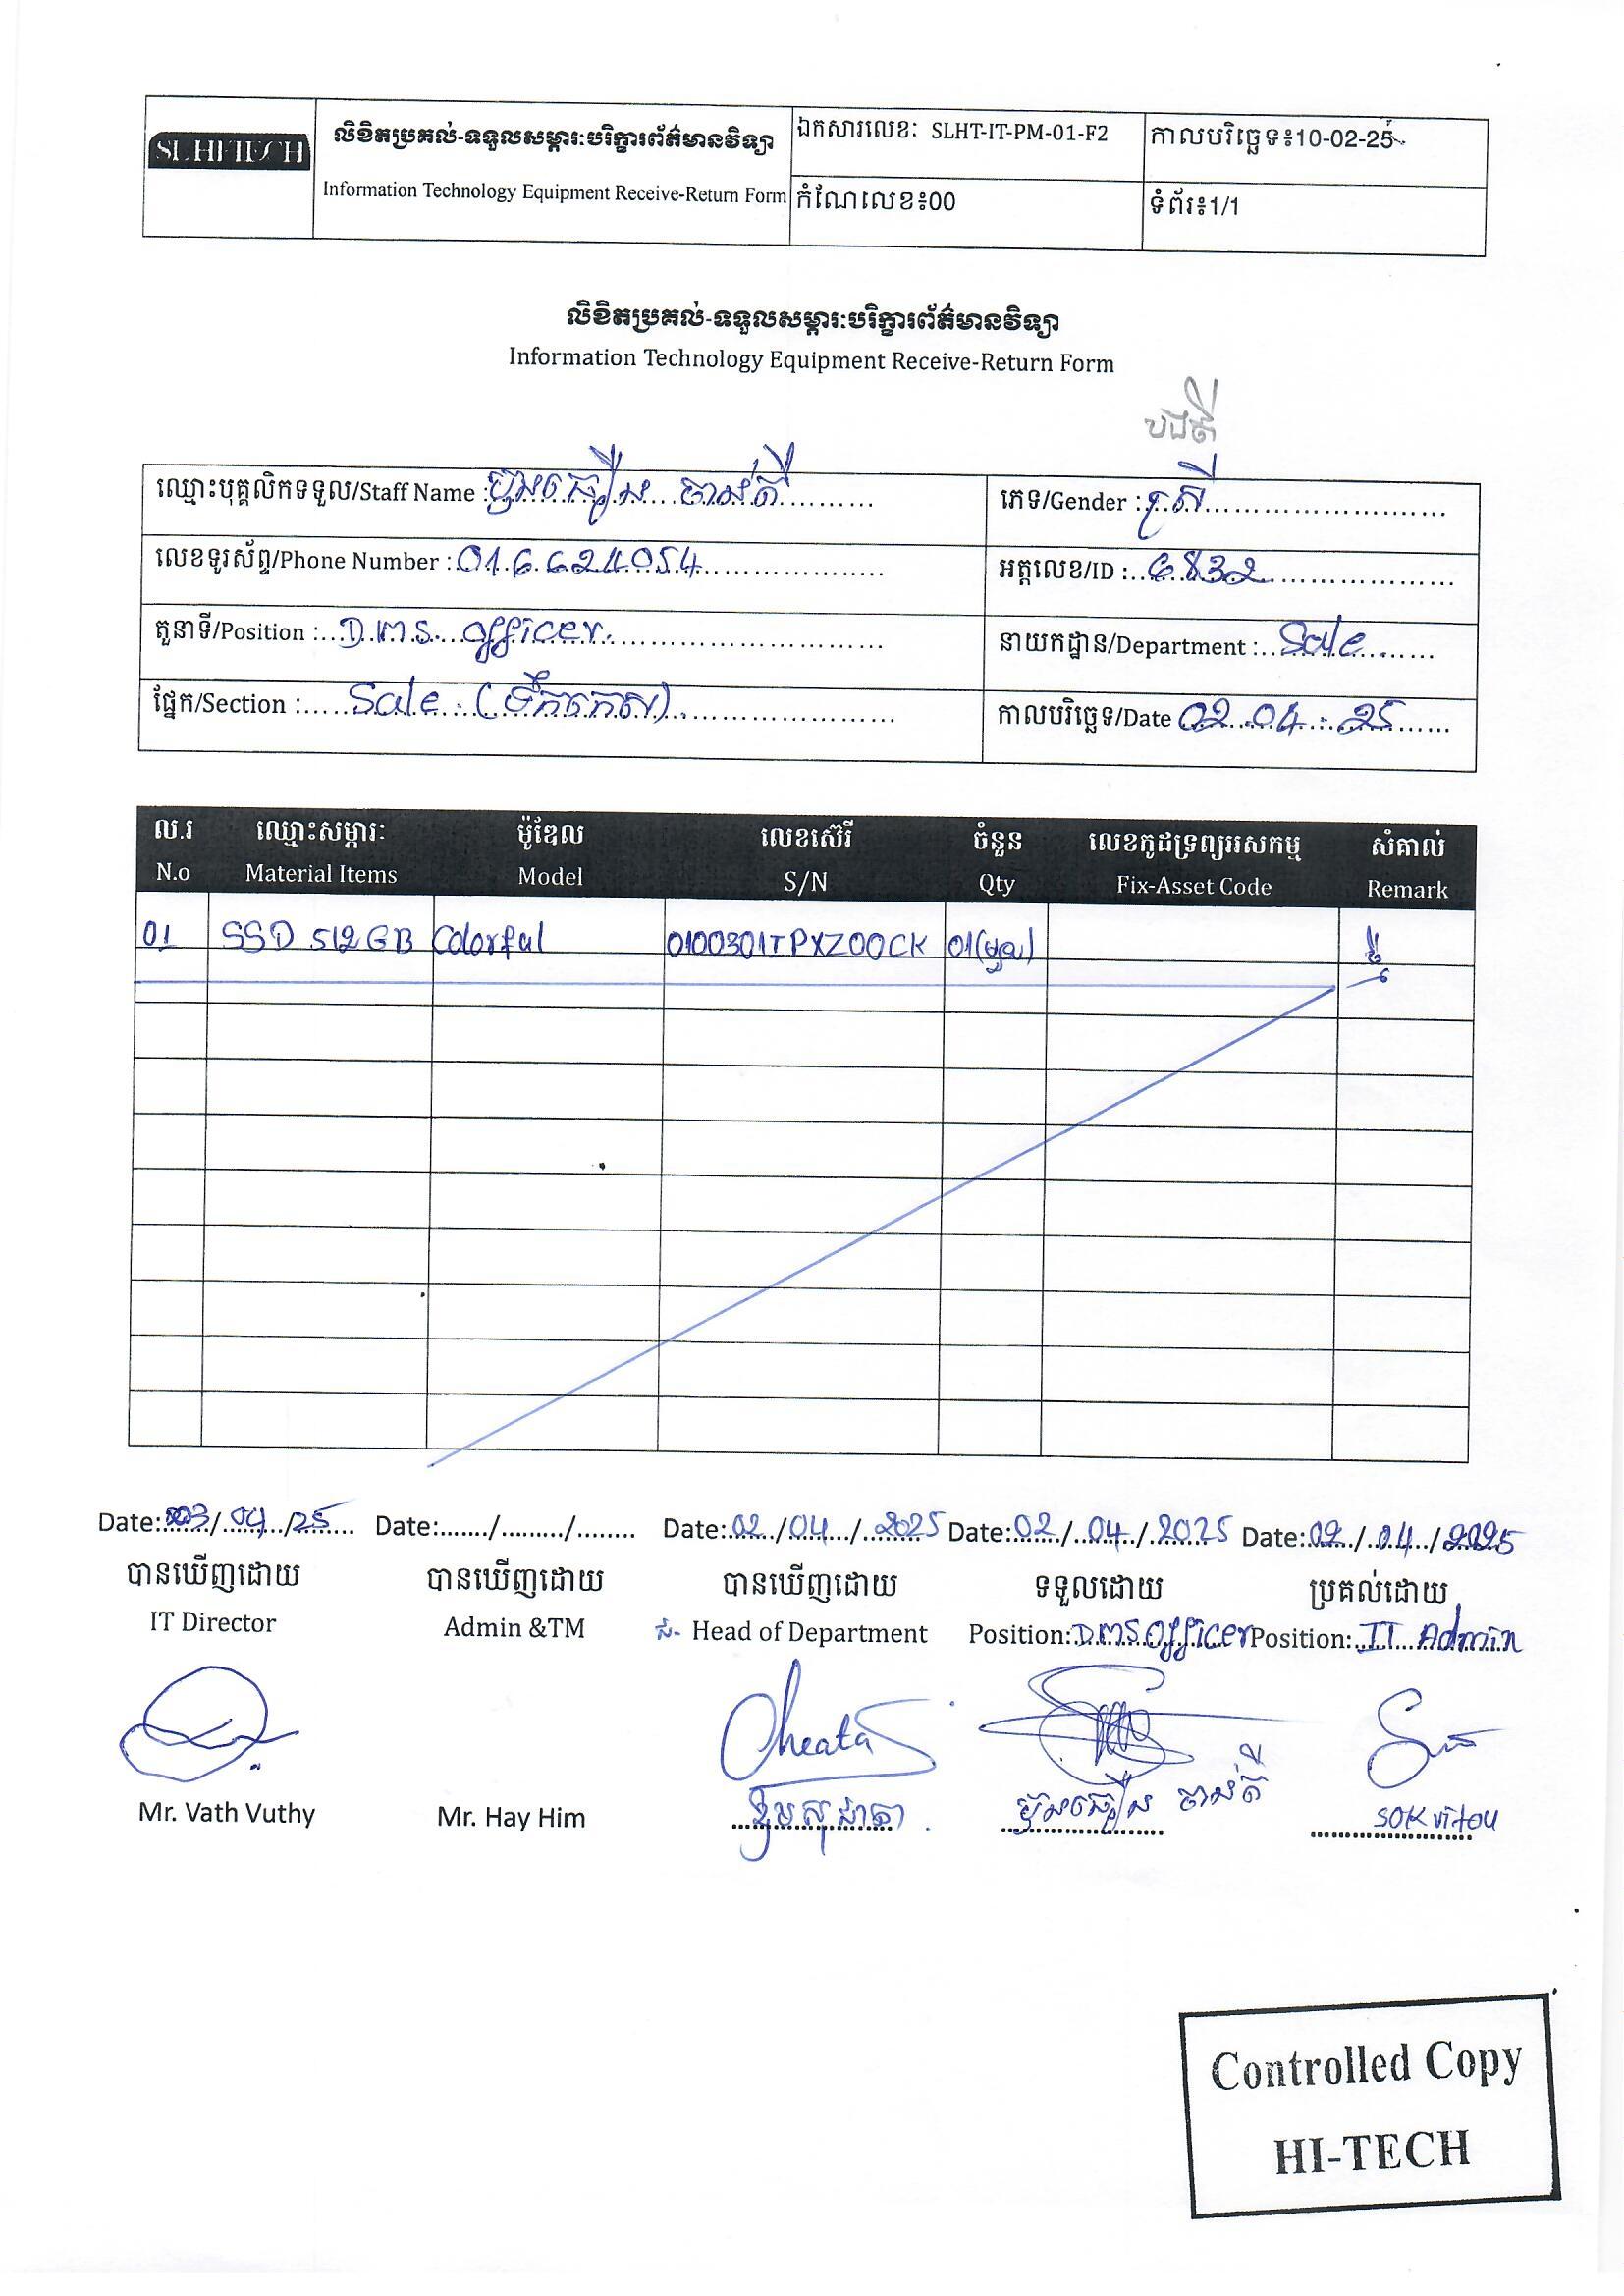 SL HI-TECH
លិខិតប្រគល់-ទទួលសម្ភារៈបរិក្ខារព័ត៌មានវិទ្យា
Information Technology Equipment Receive-Return Form
ឯកសារលេខៈ SLHT-IT-PM-01-F2
កាលបរិច្ឆេទ៖10-02-25
កំណែលេខ៖00
ទំព័រ៖1/1
លិខិតប្រគល់-ទទួលសម្ភារៈបរិក្ខារព័ត៌មានវិទ្យា
Information Technology Equipment Receive-Return Form
ឈ្មោះបុគ្គលិកទទួល/Staff Name :
ភេទ/Gender : ស្រី
លេខទូរស័ព្ទ/Phone Number : 016624054
អត្តលេខ/ID : 6832
តួនាទី/Position : D.M.S officer
នាយកដ្ឋាន/Department : Sale
ផ្នែក/Section : Sale
កាលបរិច្ឆេទ/Date 02 . 04 . 25
ល.រ ឈ្មោះសម្ភារៈ ម៉ូឌែល លេខស៊េរី ចំនួន លេខកូដទ្រព្យអសកម្ម សំគាល់
N.o Material Items Model S/N Qty Fix-Asset Code Remark
01 SSD 512GB Colorful 0100301TPXZ00CK 01(មួយ) ថ្មី
Date: 03/04/25 Date:......./........./........ Date: 02/04/2025 Date: 02/04/2025 Date: 02/04/2025
បានឃើញដោយ បានឃើញដោយ បានឃើញដោយ ទទួលដោយ ប្រគល់ដោយ
IT Director Admin &TM Head of Department Position: D.M.S Officer Position: IT Admin
Cheata
Mr. Vath Vuthy Mr. Hay Him SOK VITOU
Controlled Copy
HI-TECH